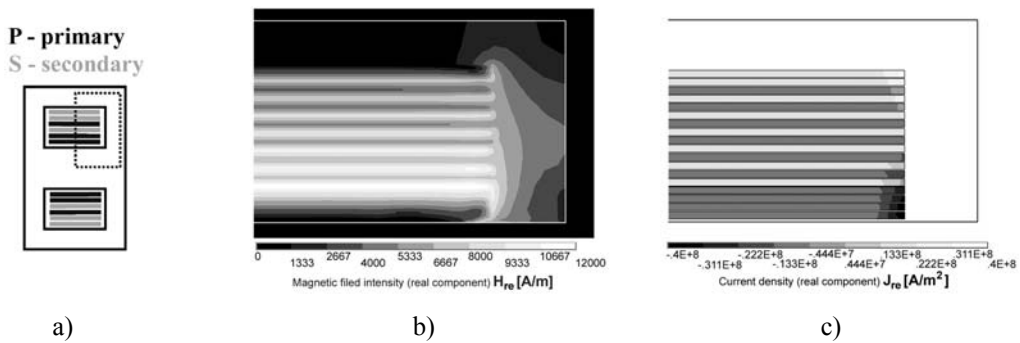 P - primary
S - secondary
0 1333 2667 4000 5333 6667 8000 9333 10667 12000
Magnetic filed intensity (real component) Hre [A/m]
-.4E+8 -.311E+8 -.222E+8 -.133E+8 -.444E+7 .444E+7 .133E+8 .222E+8 .311E+8 .4E+8
Current density (real component) Jre [A/m2]
a) b) c)